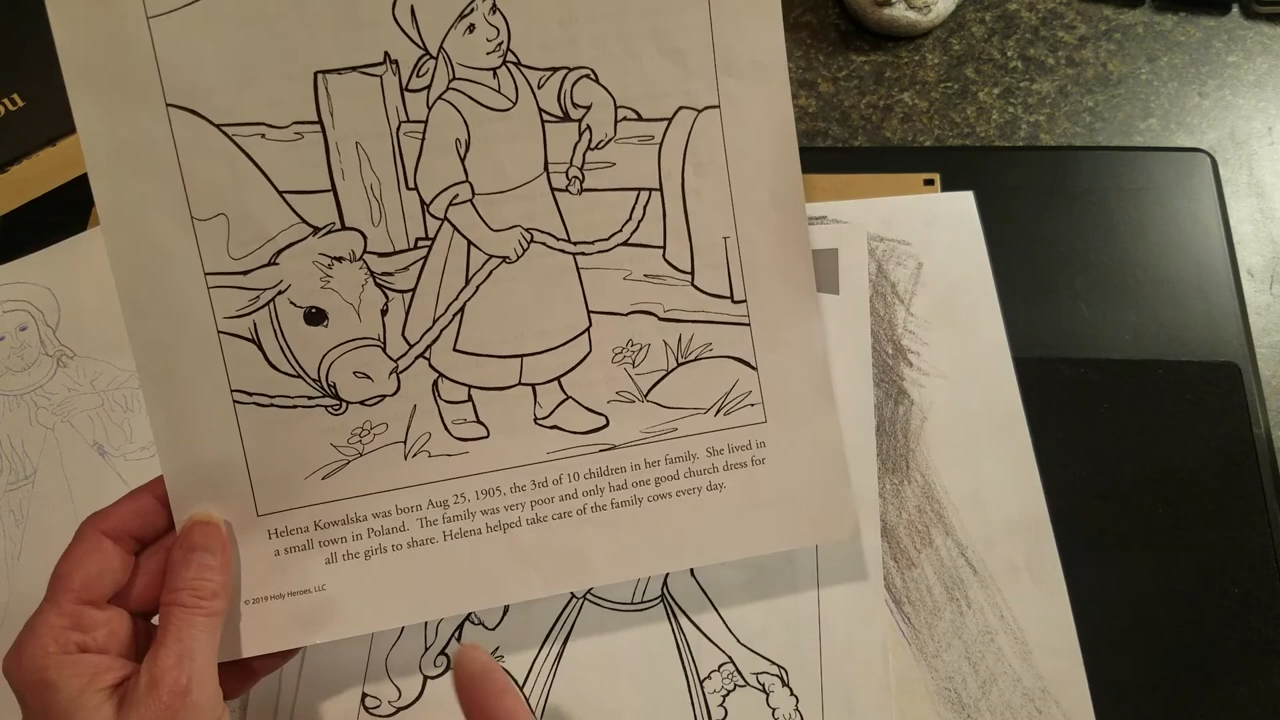 ou
Helena Kowalska was born Aug 25, 1905, the 3rd of 10 children in her family. She lived in
a small town in Poland. The family was very poor and only had one good church dress for
all the girls to share. Helena helped take care of the family cows every day.
© 2019 Holy Heroes, LLC